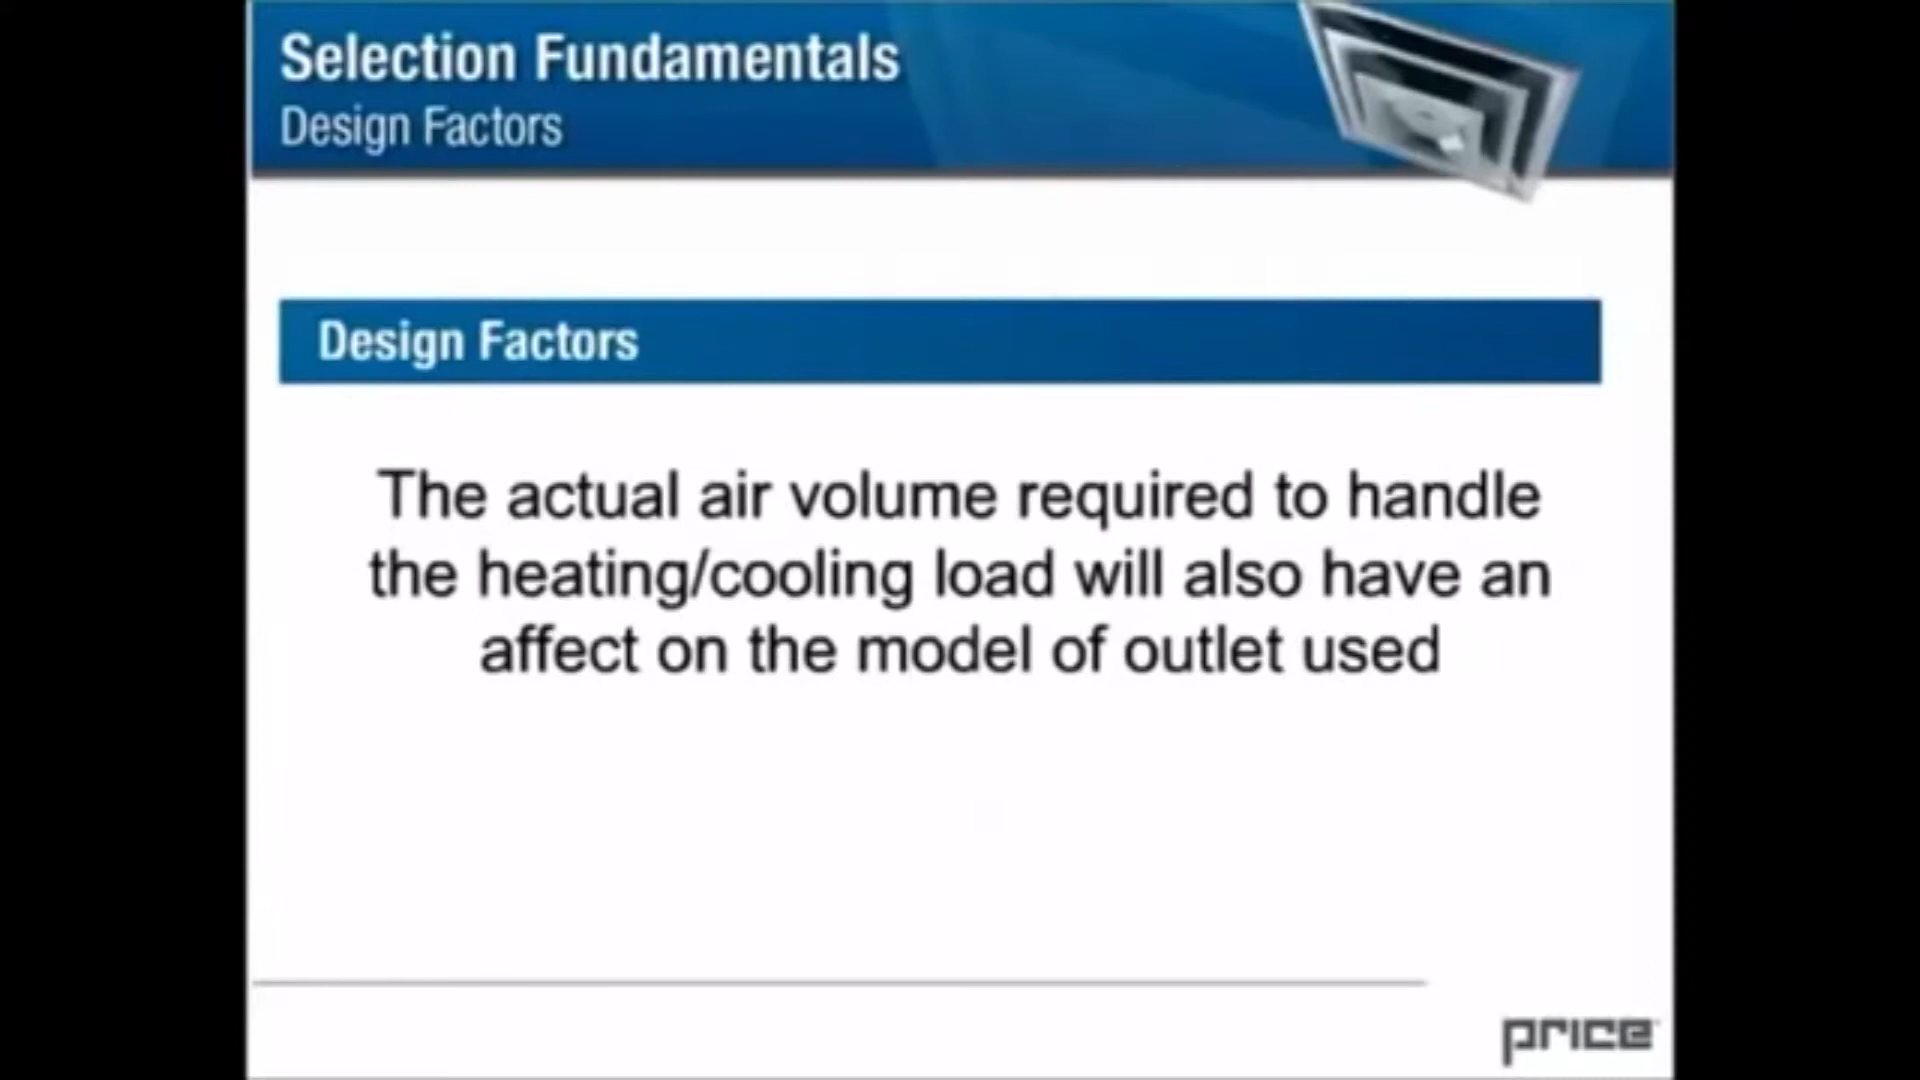 Selection Fundamentals
Design Factors
Design Factors
The actual air volume required to handle
the heating/cooling load will also have an
affect on the model of outlet used
price